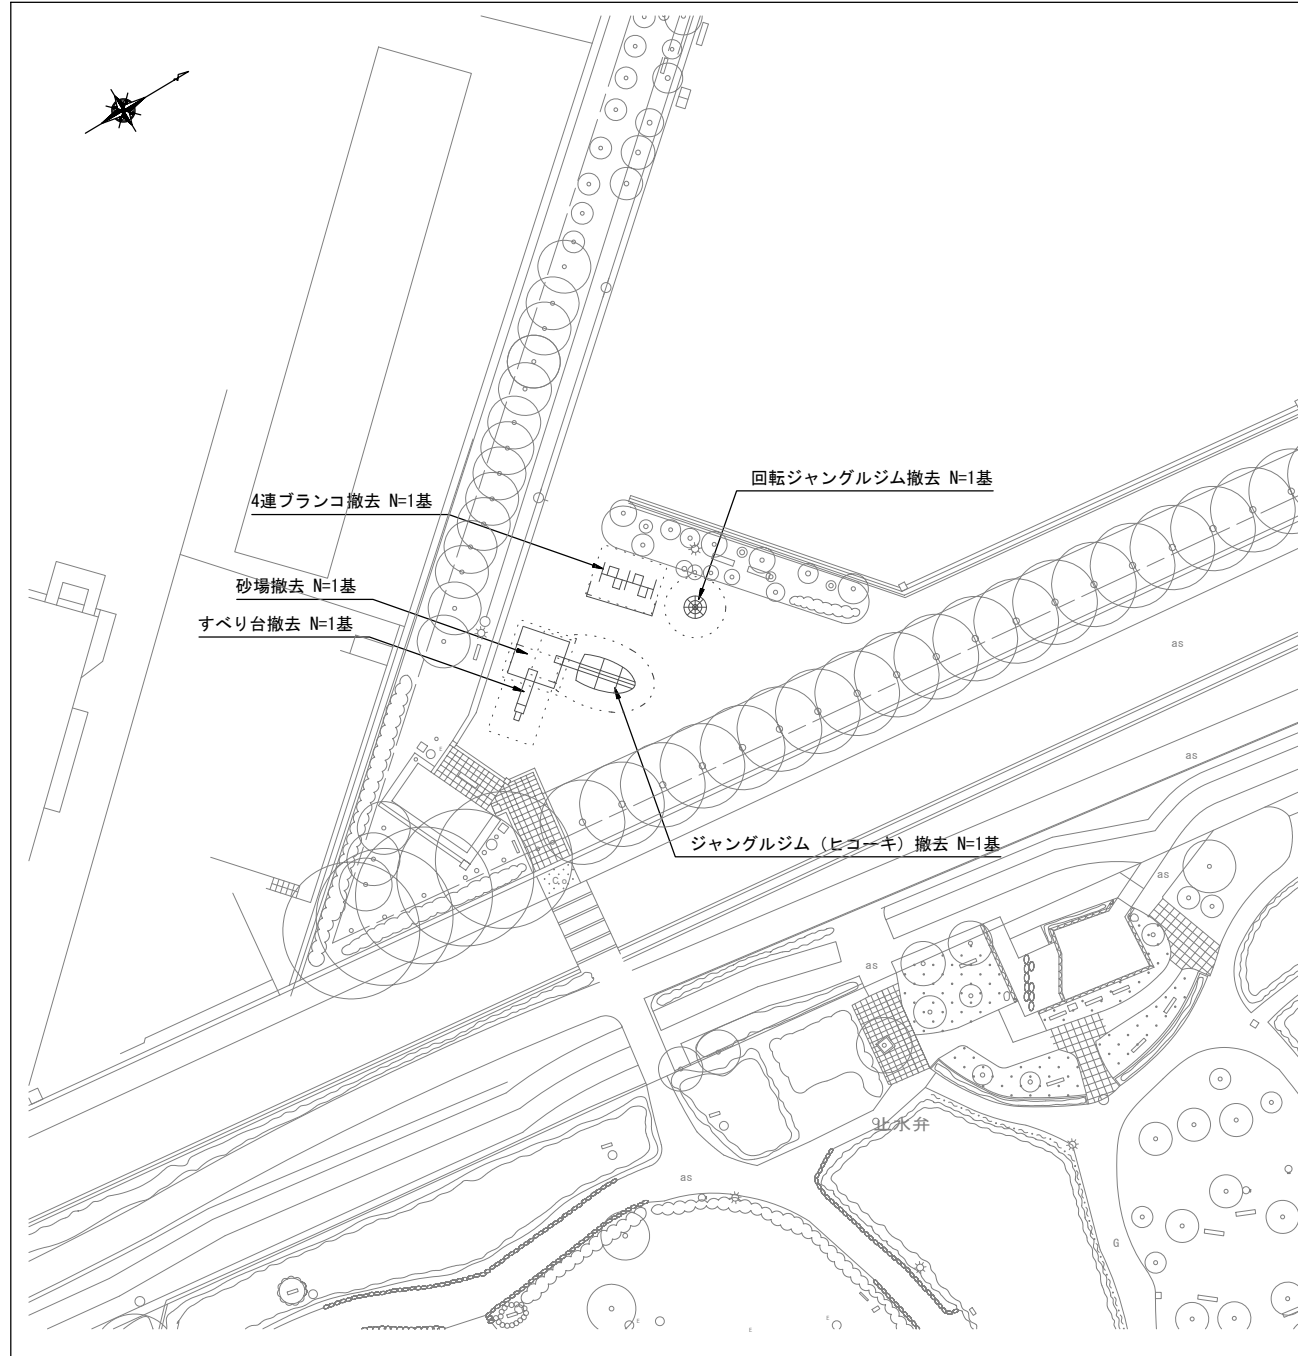 回転ジャングルジム撤去 N=1基
4連ブランコ撤去 N=1基
砂場撤去 N=1基
すべり台撤去 N=1基
as
as
ジャングルジム（ヒコーキ）撤去 N=1基
as
as
止水弁
as
G
E
E
E
E